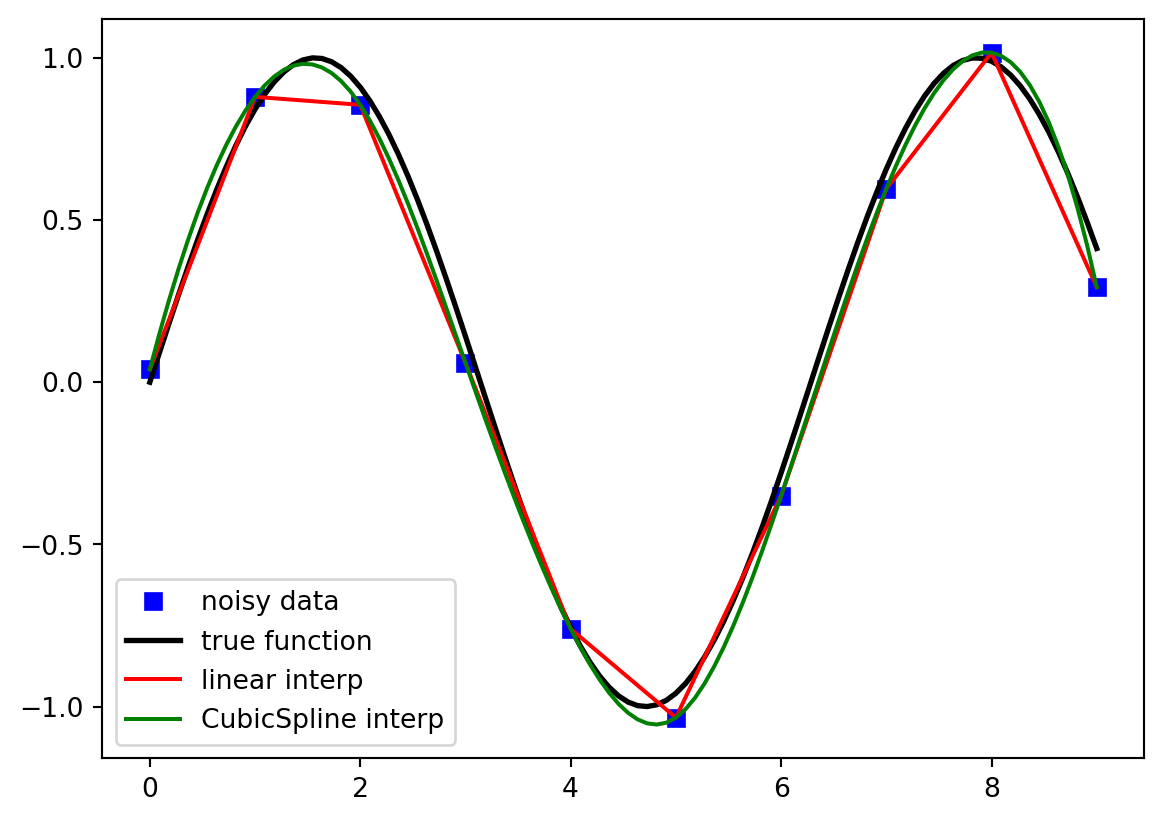 1.0
0.5
0.0
−0.5
−1.0
noisy data
true function
linear interp
CubicSpline interp
0 2 4 6 8